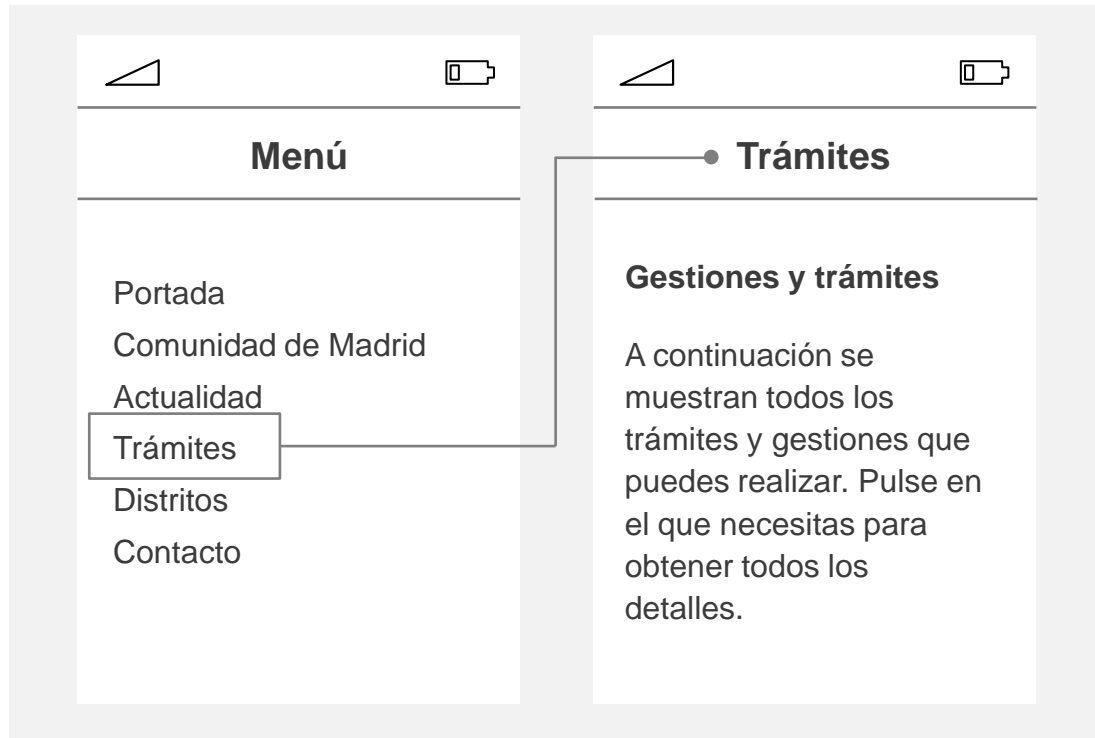 Menú
Portada
Comunidad de Madrid
Actualidad
Trámites
Distritos
Contacto
Trámites
Gestiones y trámites
A continuación se
muestran todos los
trámites y gestiones que
puedes realizar. Pulse en
el que necesitas para
obtener todos los
detalles.